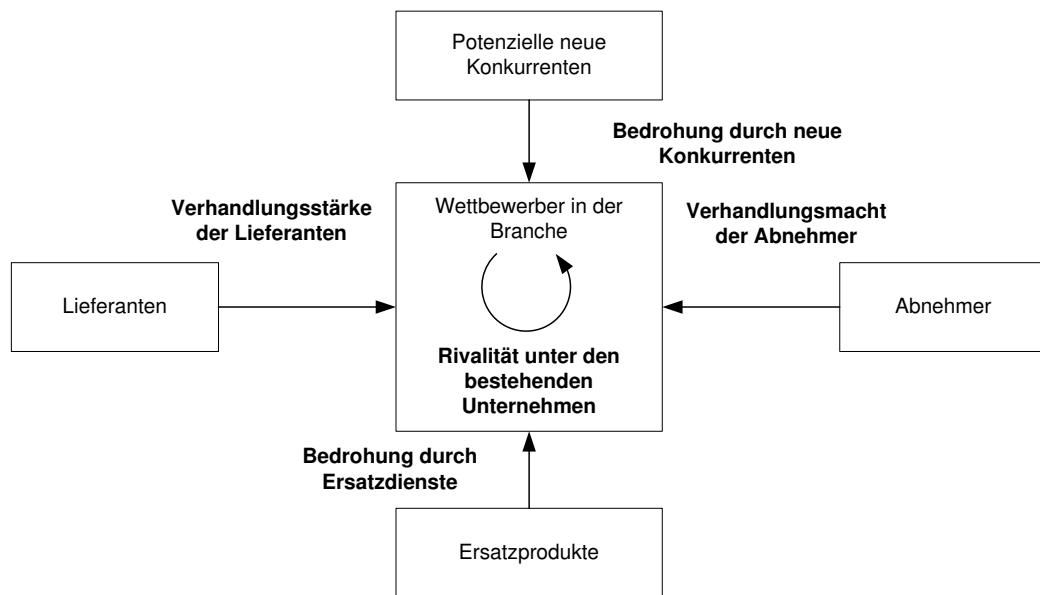 Potenzielle neue
Konkurrenten
Bedrohung durch neue
Konkurrenten
Verhandlungsstärke
der Lieferanten
Wettbewerber in der
Branche
Verhandlungsmacht
der Abnehmer
Lieferanten
Abnehmer
Rivalität unter den
bestehenden
Unternehmen
Bedrohung durch
Ersatzdienste
Ersatzprodukte